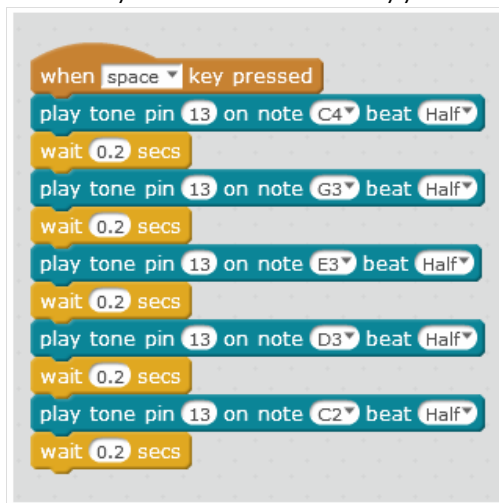 when space key pressed
play tone pin 13 on note C4 beat Half
wait 0.2 secs
play tone pin 13 on note G3 beat Half
wait 0.2 secs
play tone pin 13 on note E3 beat Half
wait 0.2 secs
play tone pin 13 on note D3 beat Half
wait 0.2 secs
play tone pin 13 on note C2 beat Half
wait 0.2 secs